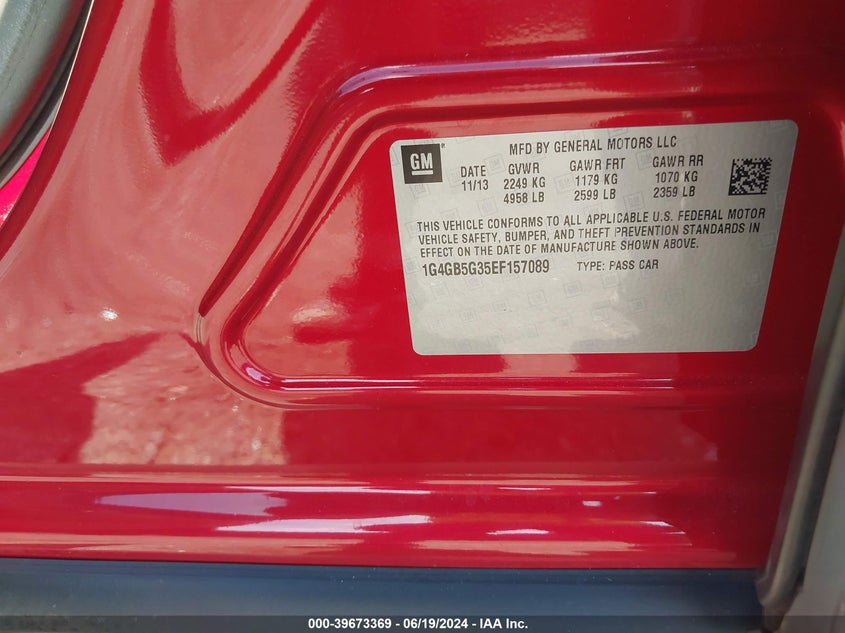 GM
MFD BY GENERAL MOTORS LLC
DATE GVWR GAWR FRT GAWR RR
11/13 2249 KG 1179 KG 1070 KG
4958 LB 2599 LB 2359 LB
THIS VEHICLE CONFORMS TO ALL APPLICABLE U.S. FEDERAL MOTOR
VEHICLE SAFETY, BUMPER, AND THEFT PREVENTION STANDARDS IN
EFFECT ON THE DATE OF MANUFACTURE SHOWN ABOVE.
1G4GB5G35EF157089 TYPE: PASS CAR
000-39673369 - 06/19/2024 - IAA Inc.